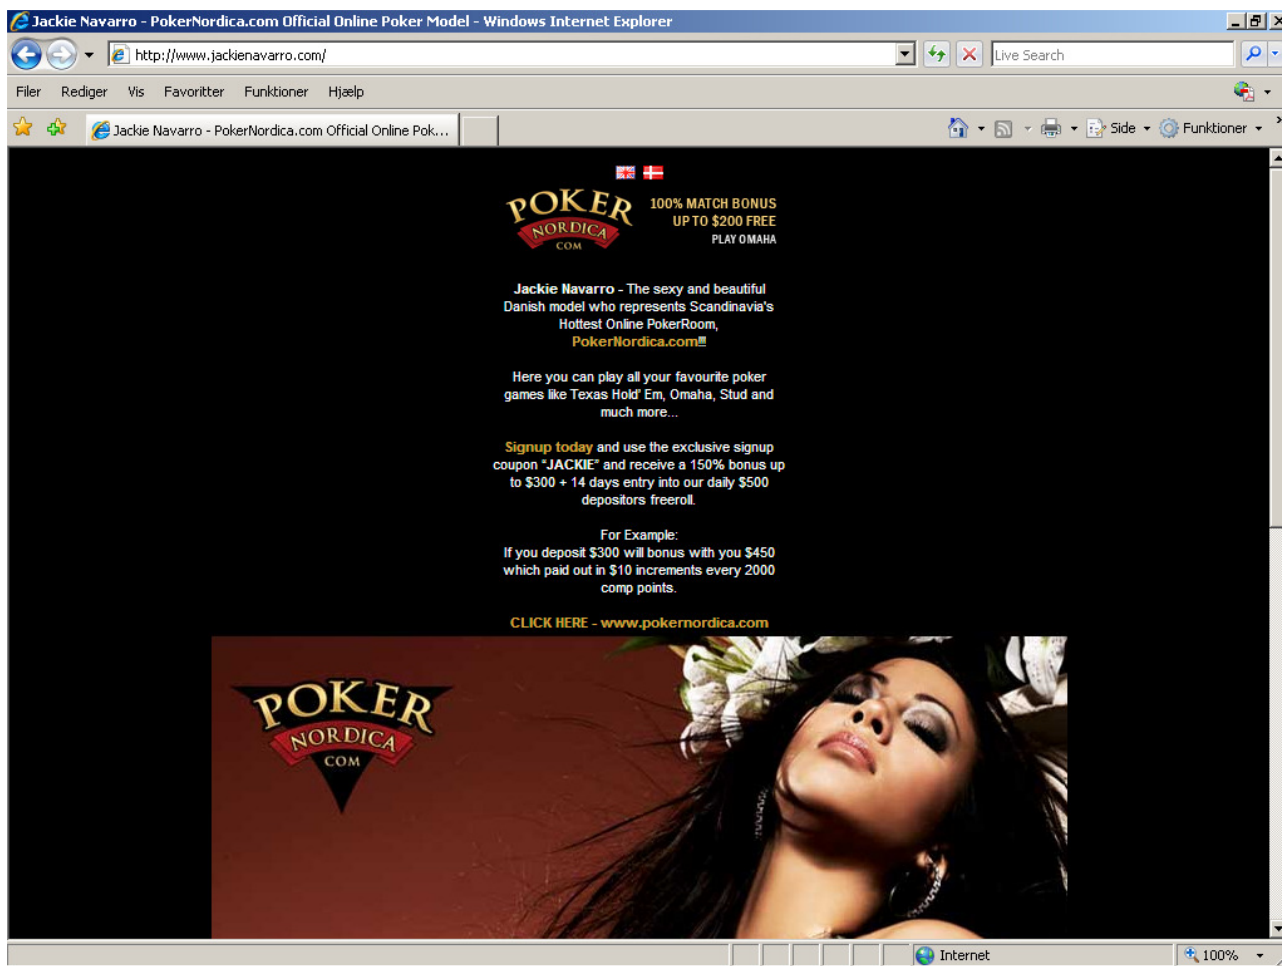 Jackie Navarro - PokerNordica.com Official Online Poker Model - Windows Internet Explorer
http://www.jackienavarro.com/
Live Search
Filer Rediger Vis Favoritter Funktioner Hjælp
Jackie Navarro - PokerNordica.com Official Online Pok...
Side Funktioner
POKER
NORDICA
COM
100% MATCH BONUS
UP TO $200 FREE
PLAY OMAHA
Jackie Navarro - The sexy and beautiful
Danish model who represents Scandinavia's
Hottest Online PokerRoom,
PokerNordica.com
Here you can play all your favourite poker
games like Texas Hold' Em, Omaha, Stud and
much more...
Signup today and use the exclusive signup
coupon "JACKIE" and receive a 150% bonus up
to $300 + 14 days entry into our daily $500
depositors freeroll.
For Example:
If you deposit $300 will bonus with you $450
which paid out in $10 increments every 2000
comp points.
CLICK HERE - www.pokernordica.com
POKER
NORDICA
COM
Internet
100%